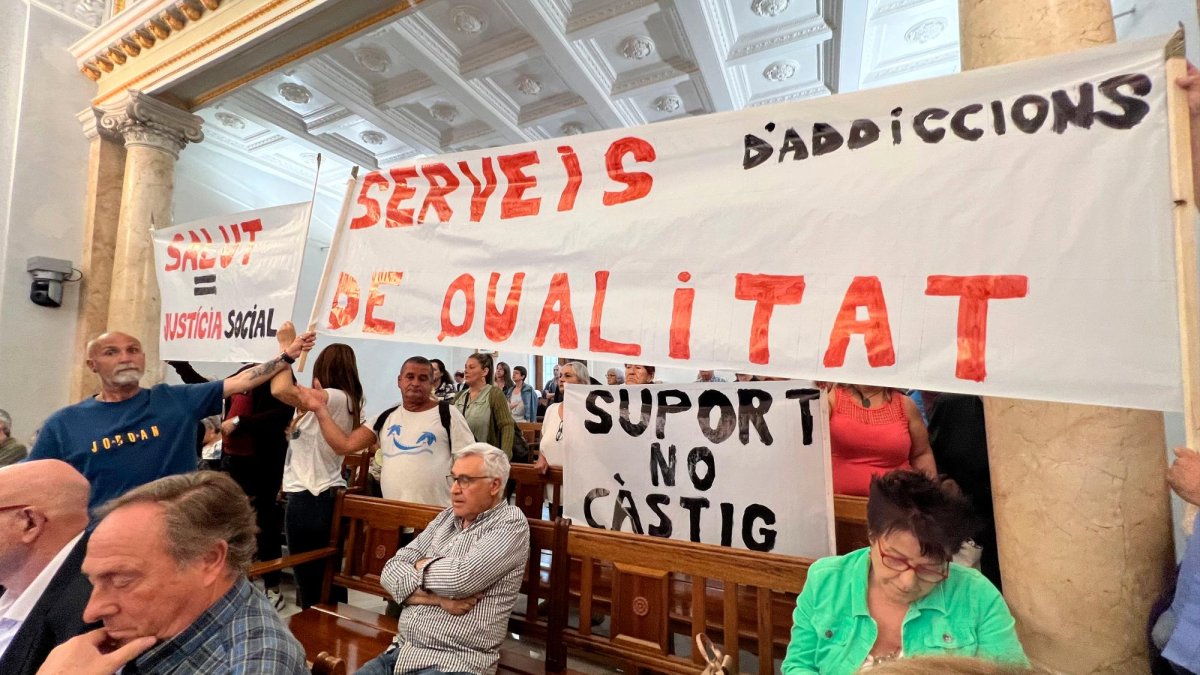 SALUT
=
JUSTÍCIA SOCIAL
SERVEIS D'ADDICCIONS
DE QUALITAT
SUPORT
NO
CÀSTIG
JORDAN